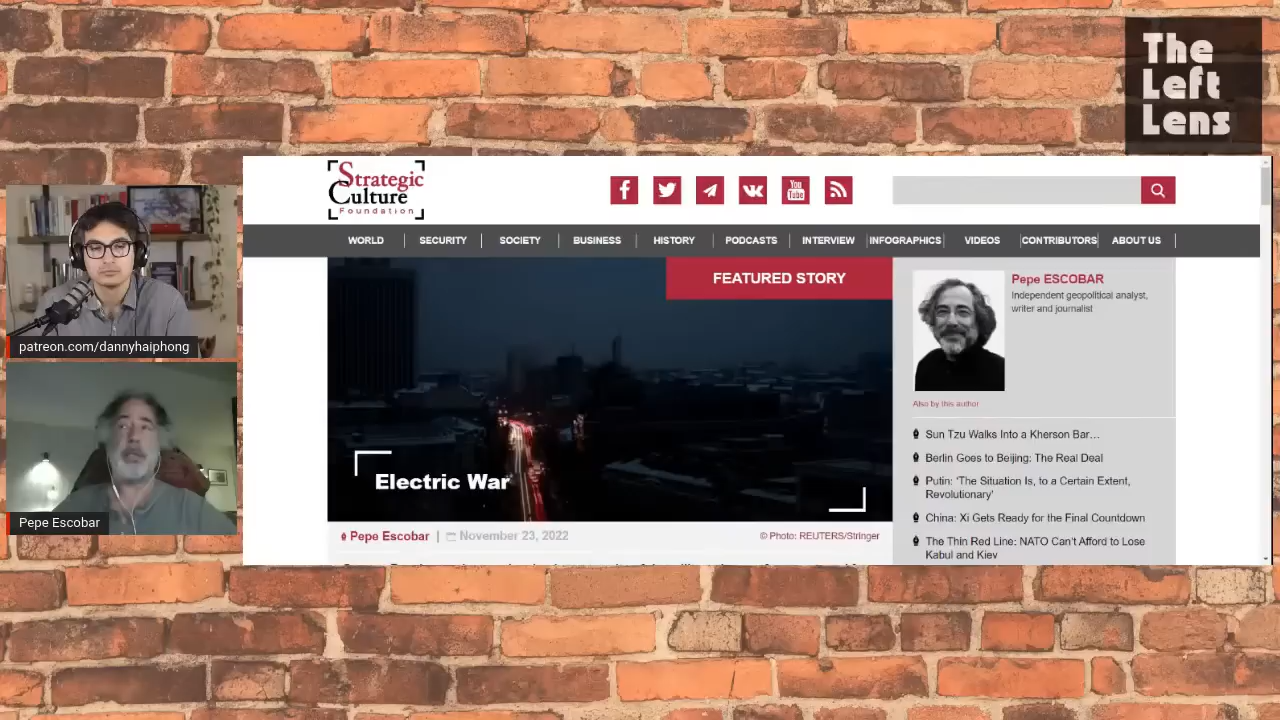 The
Left
Lens
Strategic
Culture
Foundation
You
Tube
WORLD
SECURITY
SOCIETY
BUSINESS
HISTORY
PODCASTS
INTERVIEW
INFOGRAPHICS
VIDEOS
CONTRIBUTORS
ABOUT US
FEATURED STORY
Electric War
Pepe Escobar | November 23, 2022
© Photo: REUTERS/Stringer
Pepe ESCOBAR
Independent geopolitical analyst,
writer and journalist
Also by this author
Sun Tzu Walks Into a Kherson Bar…
Berlin Goes to Beijing: The Real Deal
Putin: ‘The Situation Is, to a Certain Extent,
Revolutionary’
China: Xi Gets Ready for the Final Countdown
The Thin Red Line: NATO Can’t Afford to Lose
Kabul and Kiev
patreon.com/dannyhaiphong
Pepe Escobar